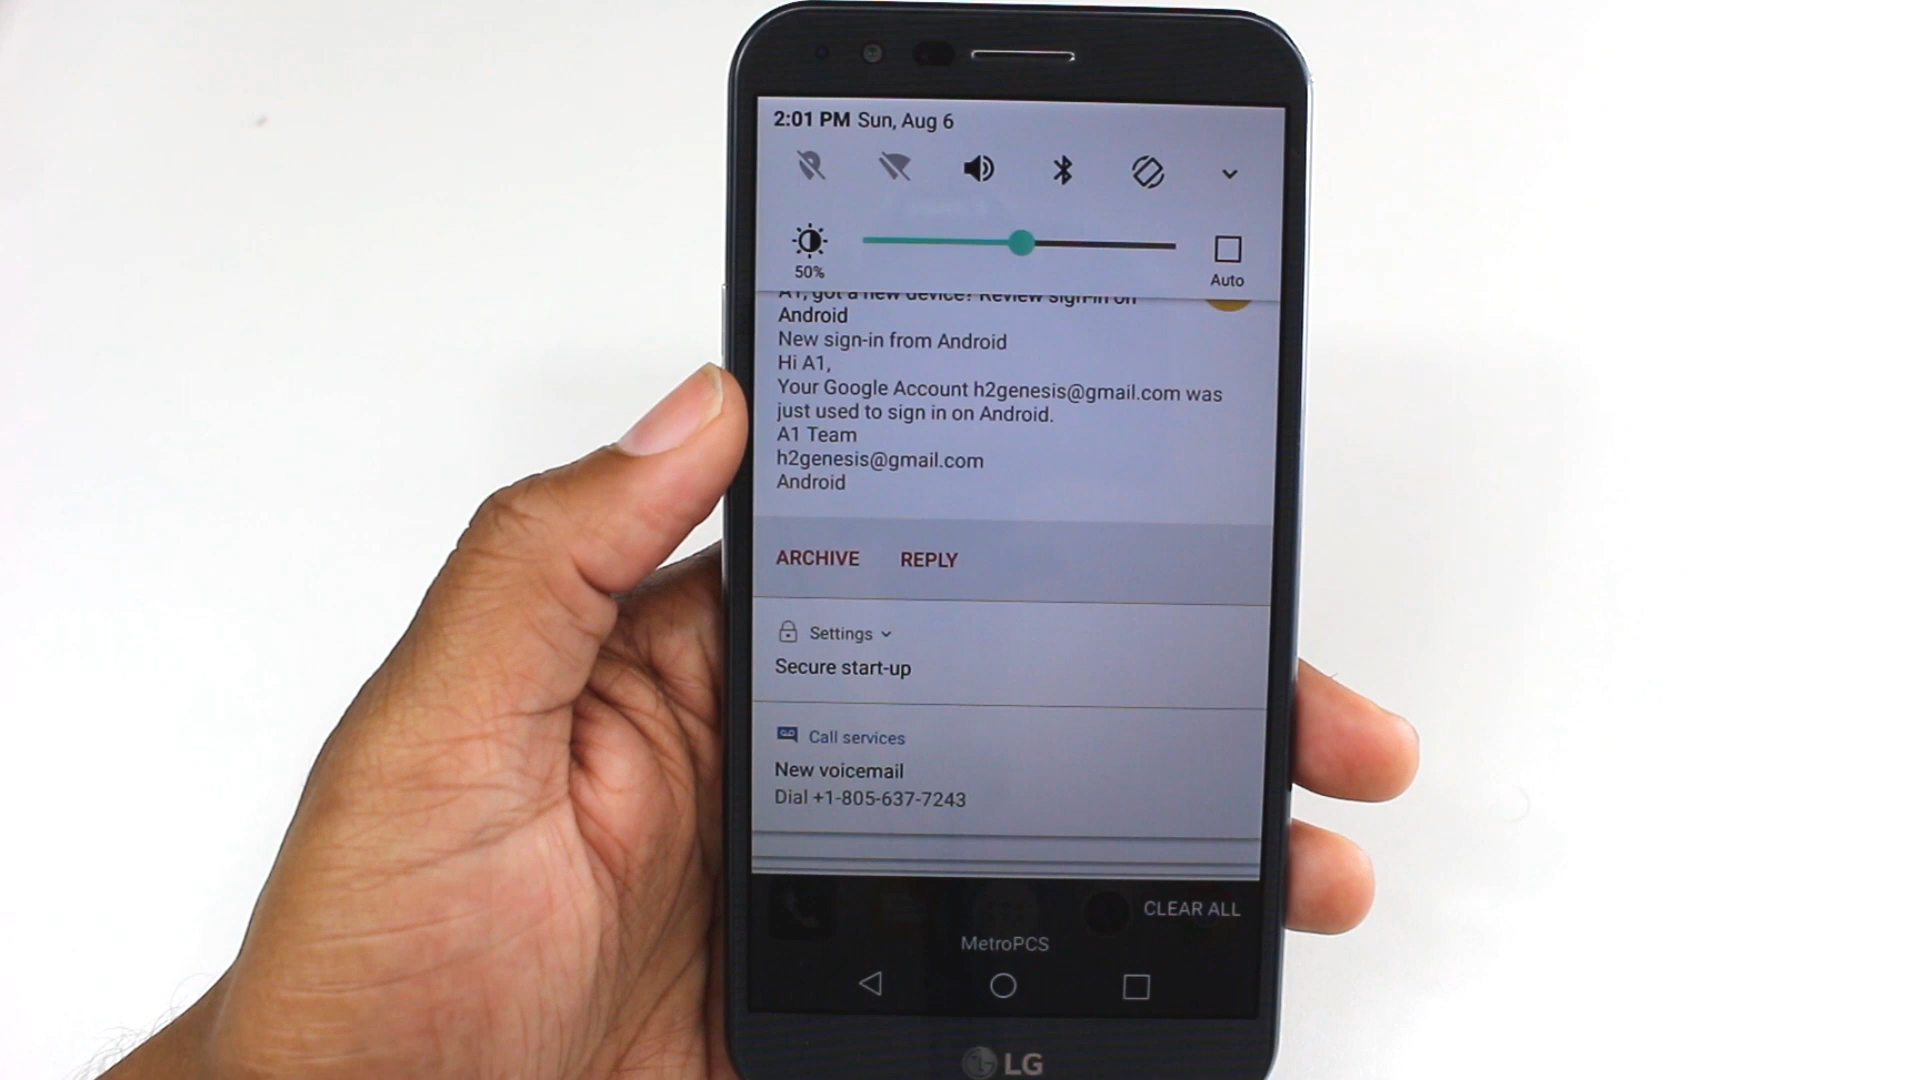 2:01 PM Sun, Aug 6
50%
Auto
A1, got a new device? Review sign-in on
Android
New sign-in from Android
Hi A1,
Your Google Account h2genesis@gmail.com was
just used to sign in on Android.
A1 Team
h2genesis@gmail.com
Android
ARCHIVE REPLY
Settings
Secure start-up
Call services
New voicemail
Dial +1-805-637-7243
CLEAR ALL
MetroPCS
LG